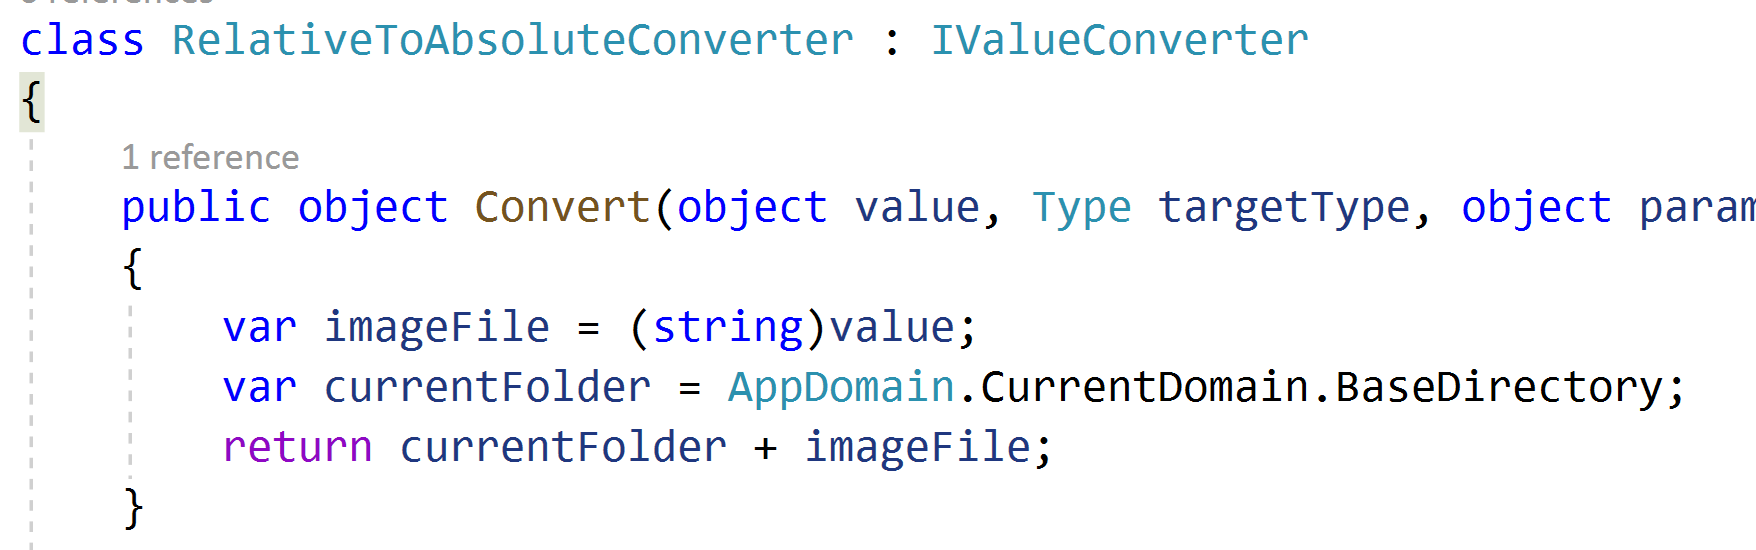 references
class RelativeToAbsoluteConverter : IValueConverter
{
1 reference
public object Convert(object value, Type targetType, object param
{
var imageFile = (string)value;
var currentFolder = AppDomain.CurrentDomain.BaseDirectory;
return currentFolder + imageFile;
}